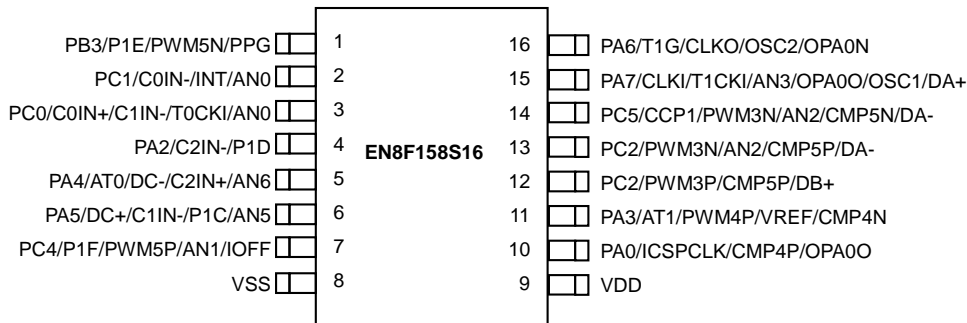 PB3/P1E/PWM5N/PPG 1
PC1/C0IN-/INT/AN0 2
PC0/C0IN+/C1IN-/T0CKI/AN0 3
PA2/C2IN-/P1D 4
PA4/AT0/DC-/C2IN+/AN6 5
PA5/DC+/C1IN-/P1C/AN5 6
PC4/P1F/PWM5P/AN1/IOFF 7
VSS 8
EN8F158S16
16 PA6/T1G/CLKO/OSC2/OPA0N
15 PA7/CLKI/T1CKI/AN3/OPA0O/OSC1/DA+
14 PC5/CCP1/PWM3N/AN2/CMP5N/DA-
13 PC2/PWM3N/AN2/CMP5P/DA-
12 PC2/PWM3P/CMP5P/DB+
11 PA3/AT1/PWM4P/VREF/CMP4N
10 PA0/ICSPCLK/CMP4P/OPA0O
9 VDD